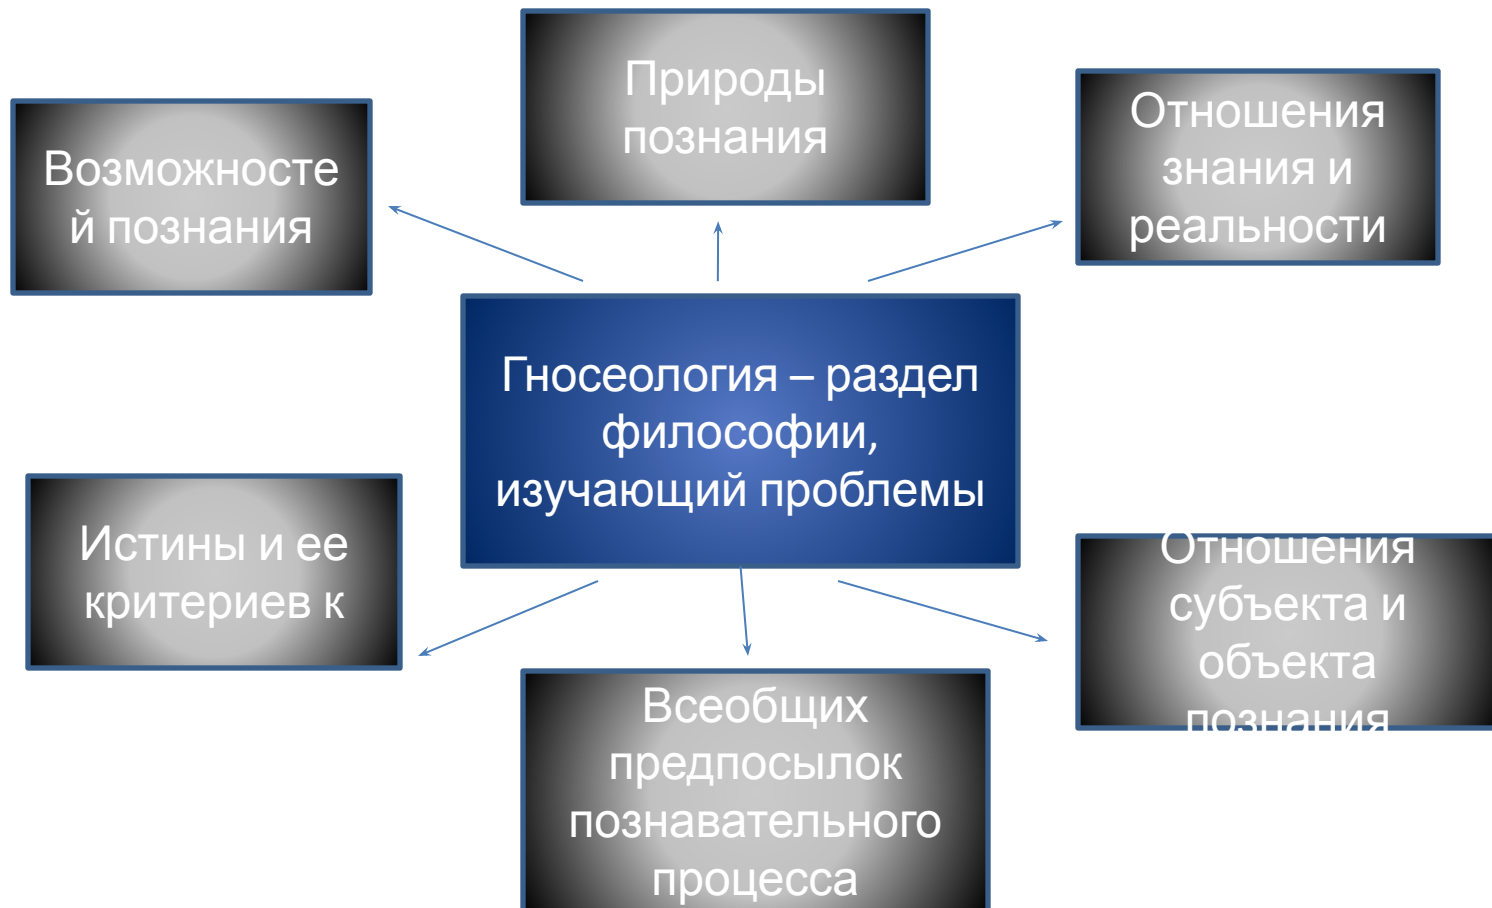 Природы
познания
Возможносте
й познания
Отношения
знания и
реальности
Гносеология – раздел
философии,
изучающий проблемы
Истины и ее
критериев к
Отношения
субъекта и
объекта
познания
Всеобщих
предпосылок
познавательного
процесса